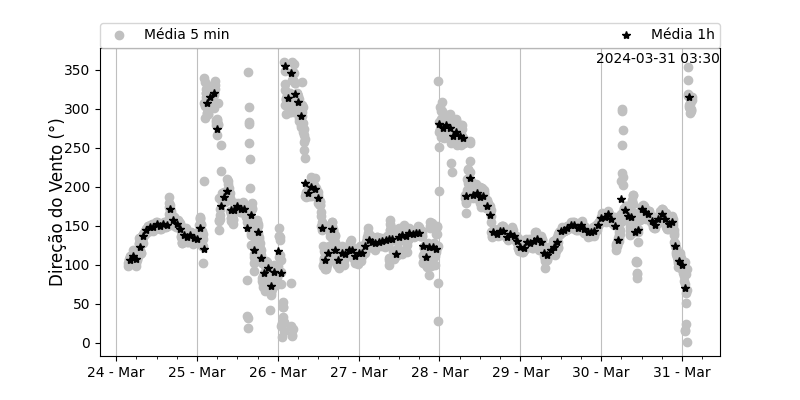 Média 5 min
Média 1h
2024-03-31 03:30
Direção do Vento (°)
350
300
250
200
150
100
50
0
24 - Mar
25 - Mar
26 - Mar
27 - Mar
28 - Mar
29 - Mar
30 - Mar
31 - Mar